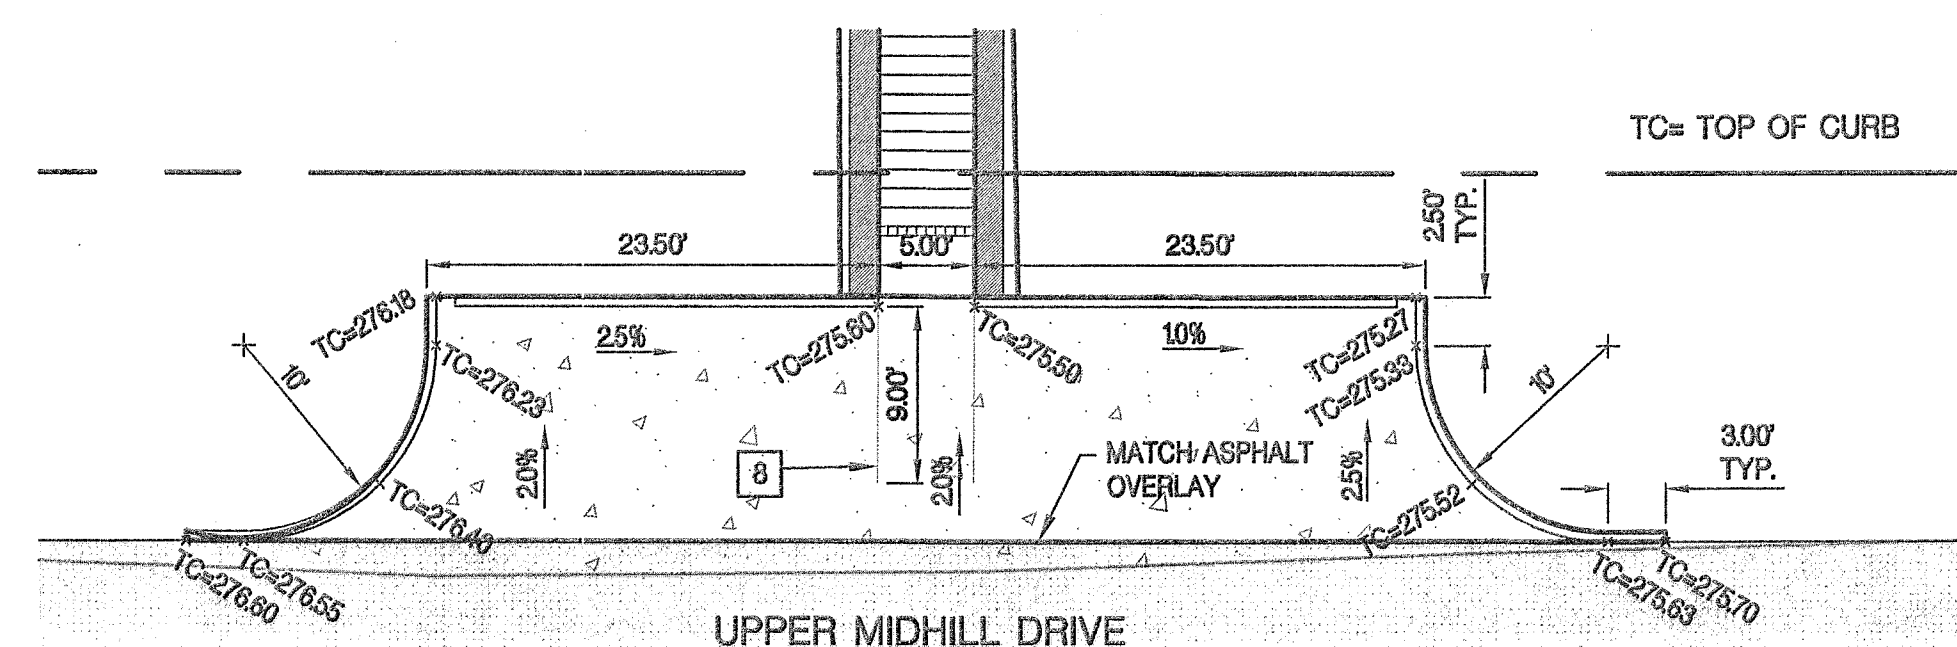 TC= TOP OF CURB
2.50'
TYP.
23.50'
5.00'
23.50'
TC=276.18
2.5%
TC=275.60
TC=275.50
1.0%
TC=275.27
TC=276.23
TC=275.33
10'
9.00'
10'
2.0%
8
2.0%
MATCH ASPHALT
OVERLAY
2.5%
3.00'
TYP.
TC=276.40
TC=275.52
TC=276.60
TC=276.55
TC=275.63
TC=275.70
UPPER MIDHILL DRIVE